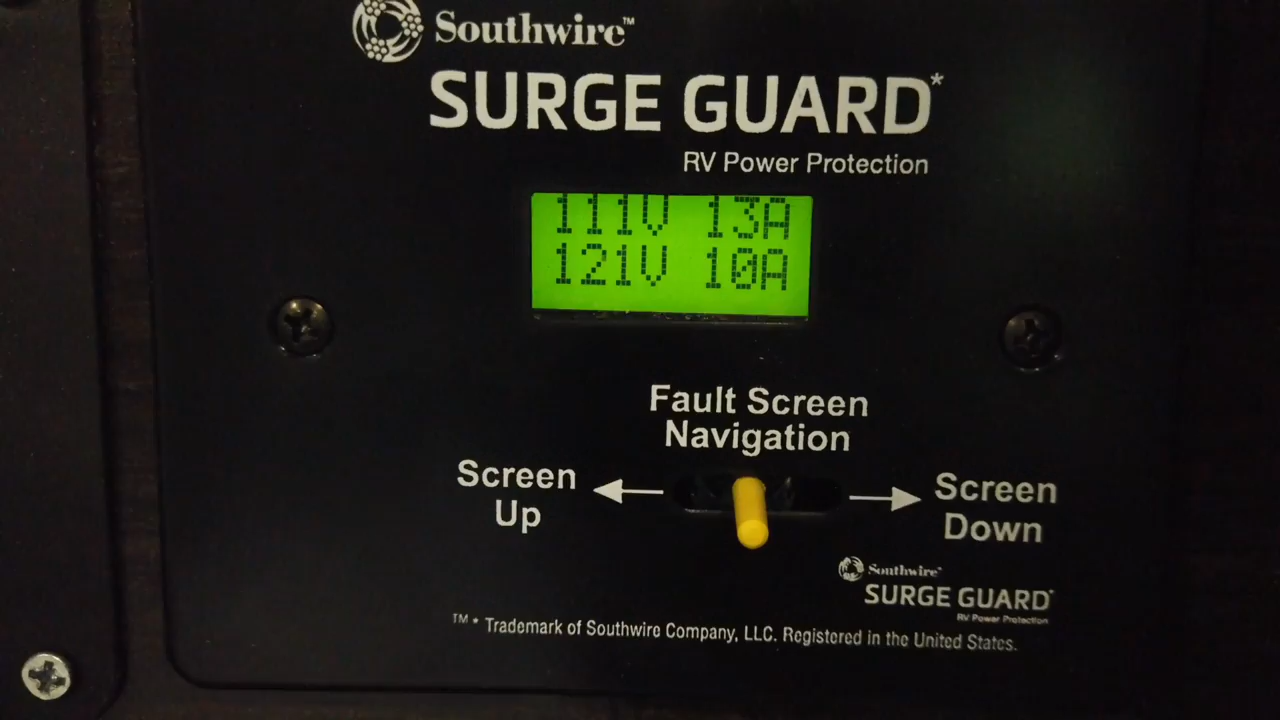 Southwire™
SURGE GUARD*
RV Power Protection
111V 13A
121V 10A
Fault Screen
Navigation
Screen
Up
Screen
Down
Southwire™
SURGE GUARD*
RV Power Protection
™ * Trademark of Southwire Company, LLC. Registered in the United States.